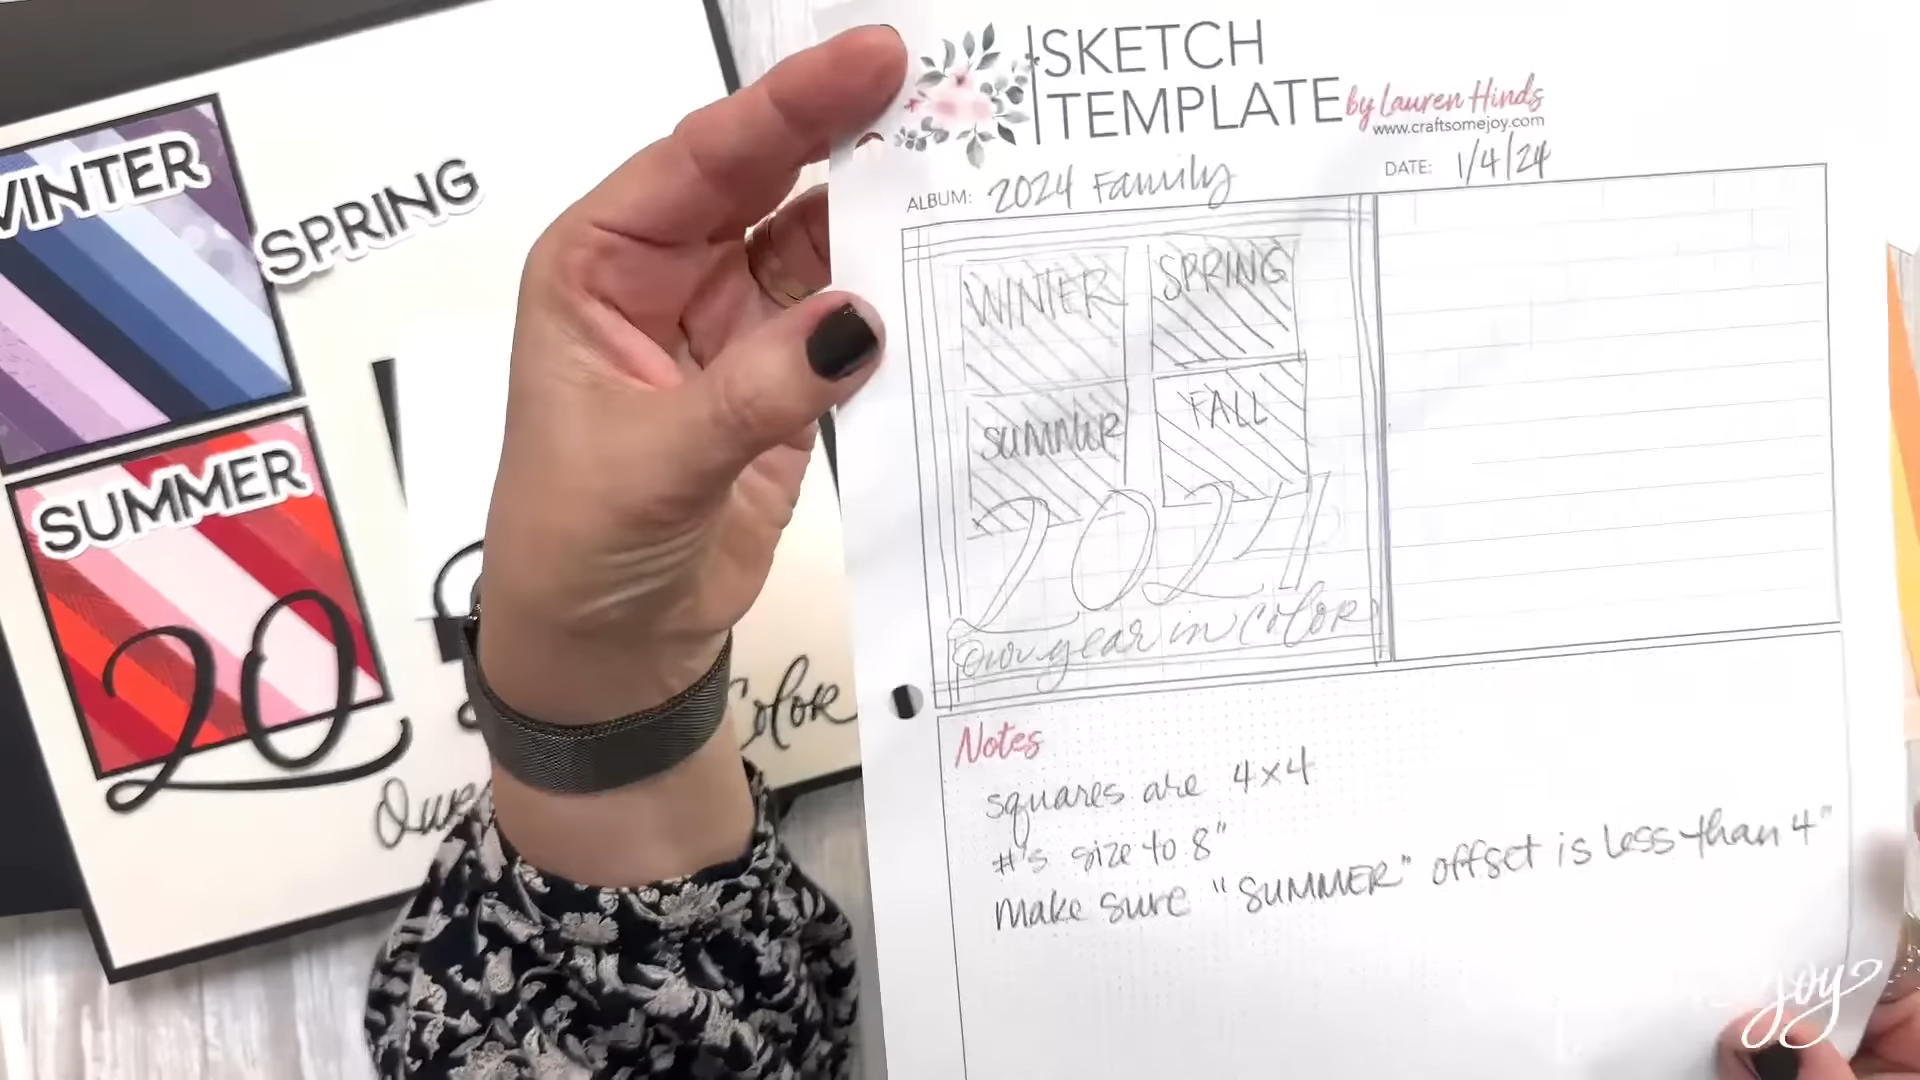 WINTER
SPRING
SUMMER
20
Our
Color
SKETCH
TEMPLATE
by Lauren Hinds
www.craftsomejoy.com
ALBUM: 2024 Family
DATE: 1/4/24
WINTER
SPRING
SUMMER
FALL
2024
Our year in Color
Notes
squares are 4x4
#'s size to 8"
make sure "SUMMER" offset is less than 4"
joy